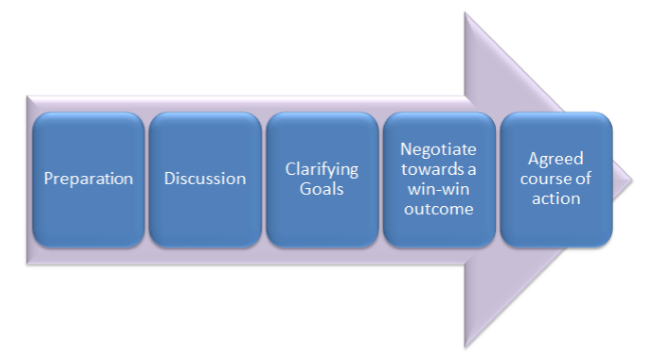 Preparation
Discussion
Clarifying
Goals
Negotiate
towards a
win-win
outcome
Agreed
course of
action